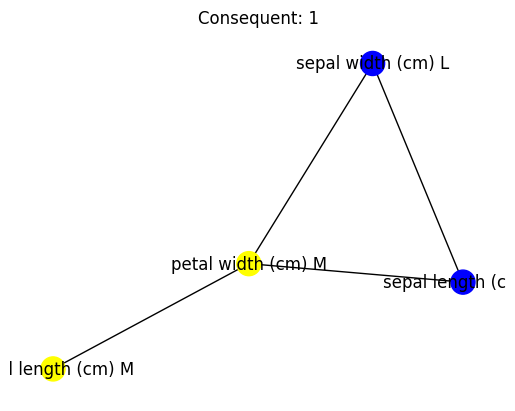 Consequent: 1
sepal width (cm) L
petal width (cm) M
sepal length (c
l length (cm) M